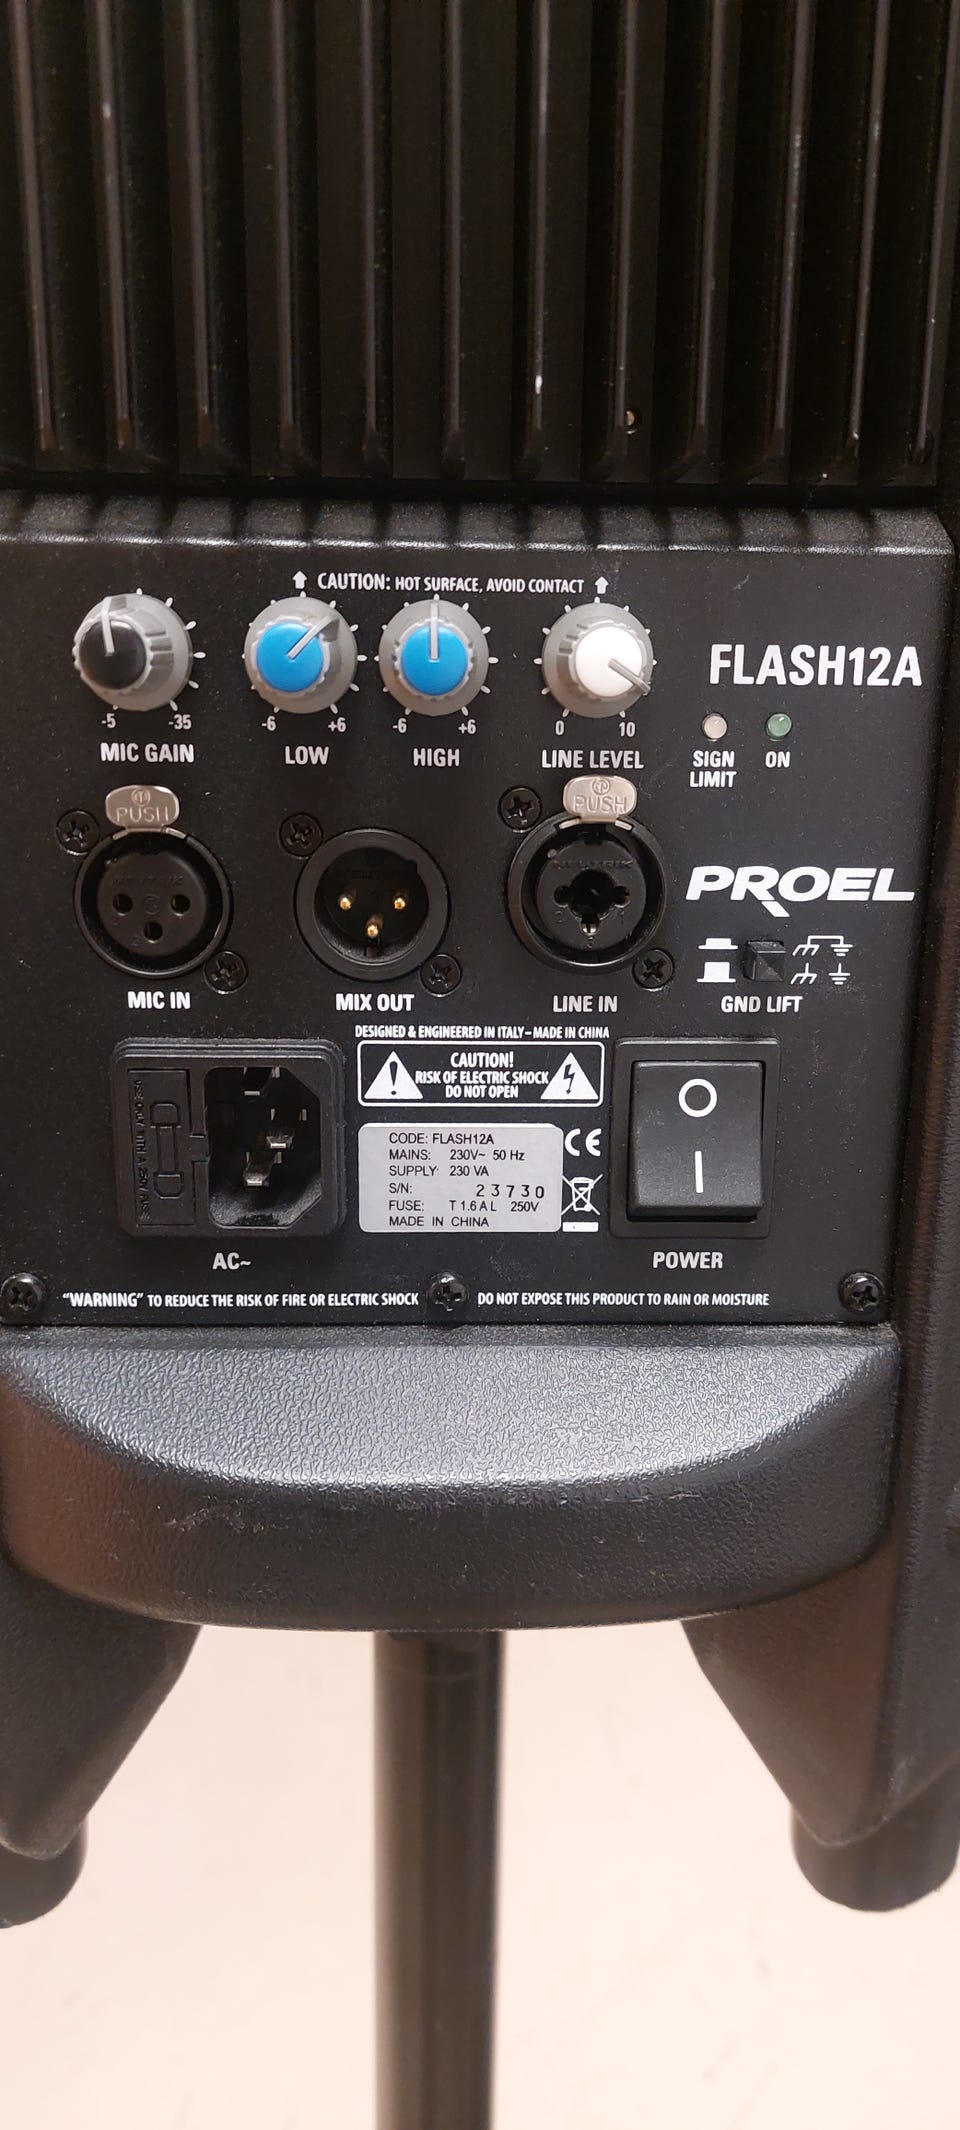 CAUTION: HOT SURFACE, AVOID CONTACT
FLASH12A
-5 -35
MIC GAIN
-6 +6
LOW
-6 +6
HIGH
0 10
LINE LEVEL
SIGN
LIMIT
ON
PUSH
PUSH
NEUTRIK
NEUTRIK
PROEL
MIC IN
MIX OUT
LINE IN
GND LIFT
DESIGNED & ENGINEERED IN ITALY - MADE IN CHINA
CAUTION!
RISK OF ELECTRIC SHOCK
DO NOT OPEN
CODE: FLASH12A
MAINS: 230V~ 50 Hz
SUPPLY: 230 VA
S/N: 23730
FUSE: T 1.6 A L 250V
MADE IN CHINA
CE
AC~
POWER
"WARNING" TO REDUCE THE RISK OF FIRE OR ELECTRIC SHOCK DO NOT EXPOSE THIS PRODUCT TO RAIN OR MOISTURE